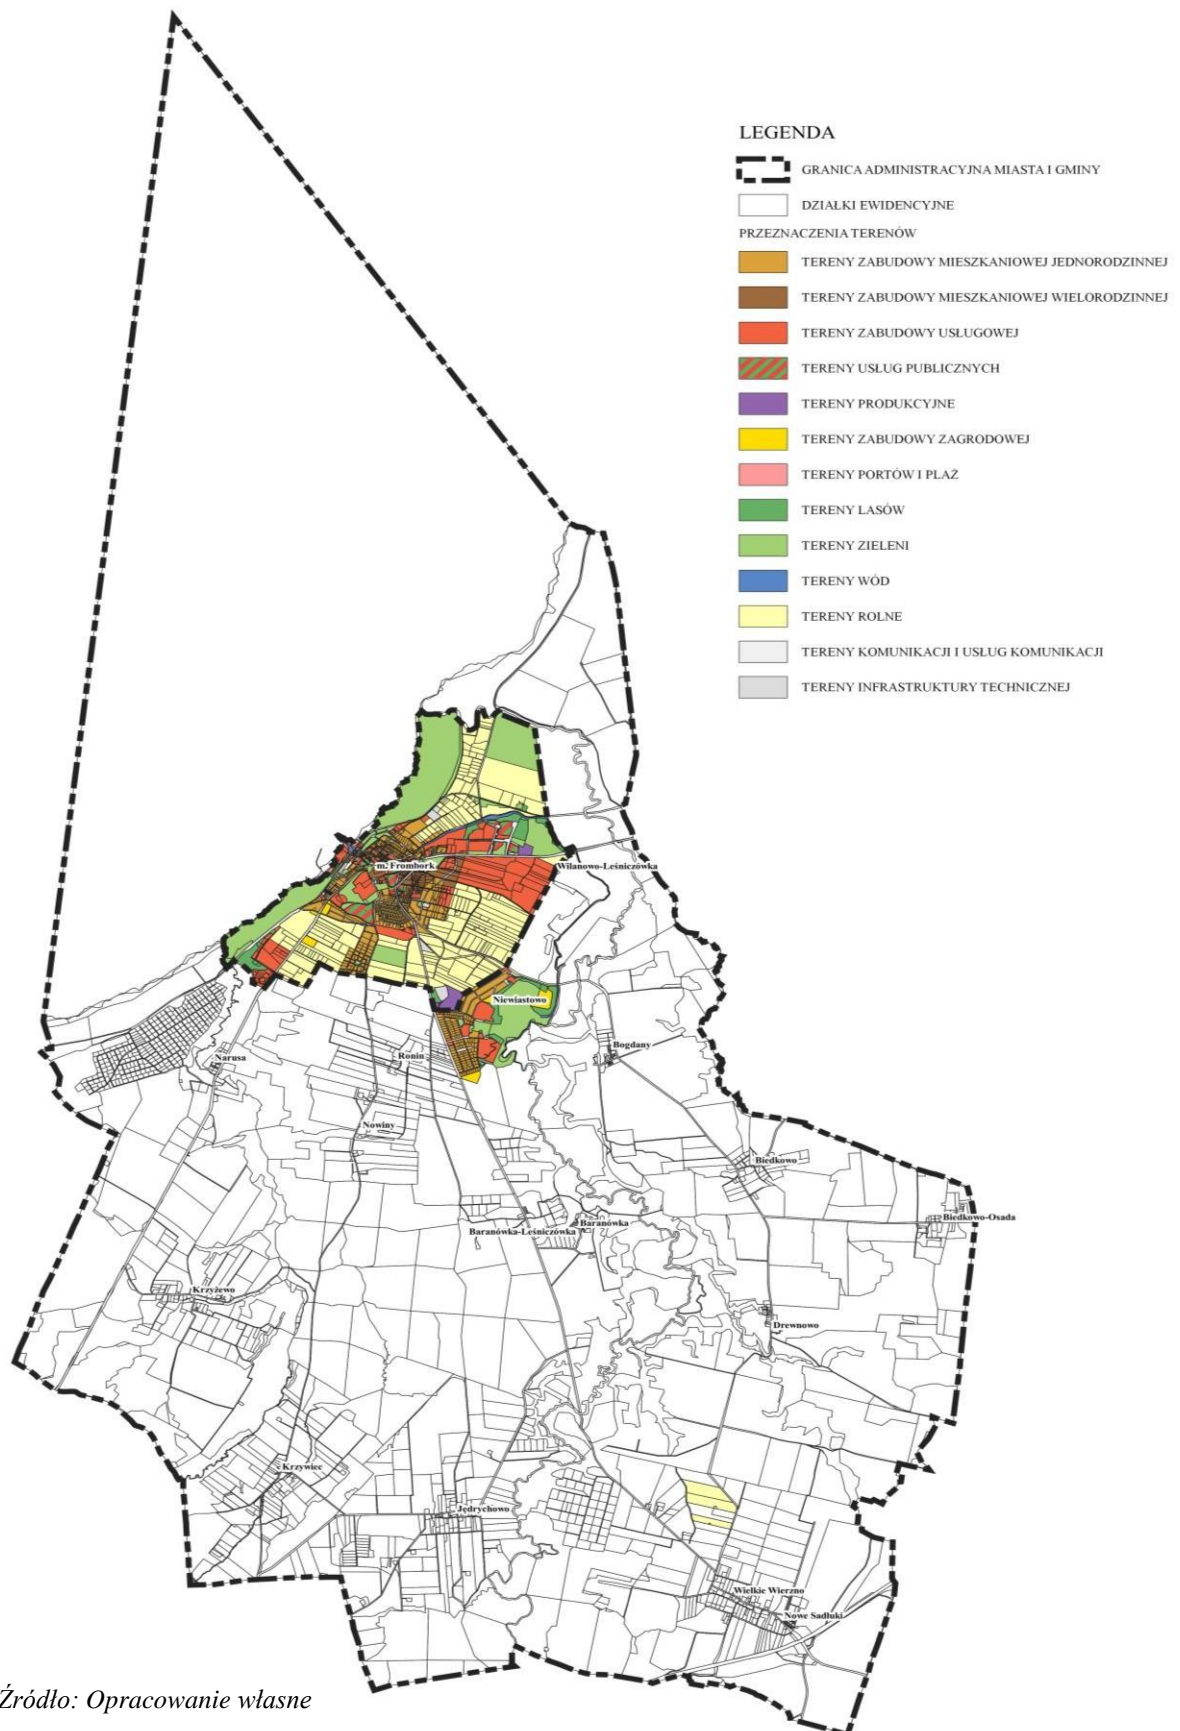 LEGENDA
GRANICA ADMINISTRACYJNA MIASTA I GMINY
DZIAŁKI EWIDENCYJNE
PRZEZNACZENIA TERENÓW
TERENY ZABUDOWY MIESZKANIOWEJ JEDNORODZINNEJ
TERENY ZABUDOWY MIESZKANIOWEJ WIELORODZINNEJ
TERENY ZABUDOWY USŁUGOWEJ
TERENY USŁUG PUBLICZNYCH
TERENY PRODUKCYJNE
TERENY ZABUDOWY ZAGRODOWEJ
TERENY PORTÓW I PLAŻ
TERENY LASÓW
TERENY ZIELENI
TERENY WÓD
TERENY ROLNE
TERENY KOMUNIKACJI I USŁUG KOMUNIKACJI
TERENY INFRASTRUKTURY TECHNICZNEJ
m. Frombork
Wilanowo-Leśniczówka
Niewiastowo
Bogdany
Narusa
Ronin
Nowiny
Biedkowo
Biedkowo-Osada
Baranówka
Baranówka-Leśniczówka
Krzyżewo
Drewnowo
Krzywiec
Jędrychowo
Wielkie Wierzno
Nowe Sadłuki
Źródło: Opracowanie własne